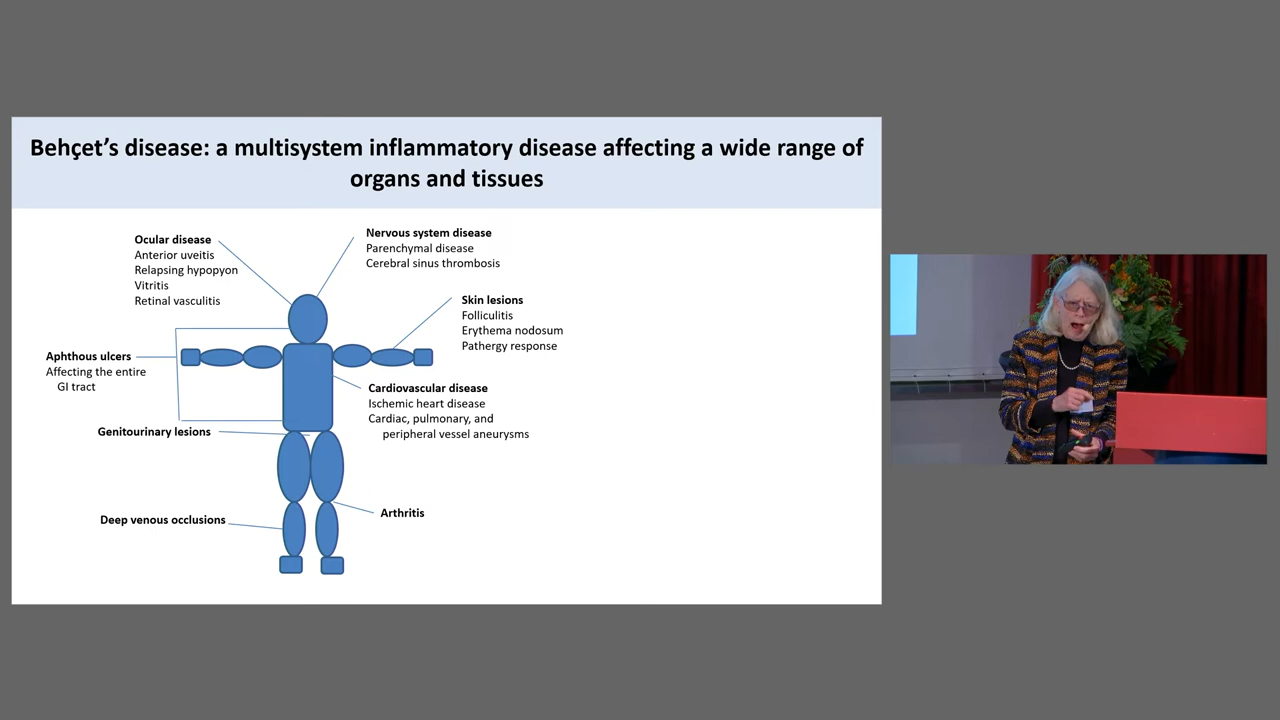 Behçet's disease: a multisystem inflammatory disease affecting a wide range of
organs and tissues
Ocular disease
Anterior uveitis
Relapsing hypopyon
Vitritis
Retinal vasculitis
Nervous system disease
Parenchymal disease
Cerebral sinus thrombosis
Skin lesions
Folliculitis
Erythema nodosum
Pathergy response
Aphthous ulcers
Affecting the entire
GI tract
Cardiovascular disease
Ischemic heart disease
Cardiac, pulmonary, and
peripheral vessel aneurysms
Genitourinary lesions
Deep venous occlusions
Arthritis